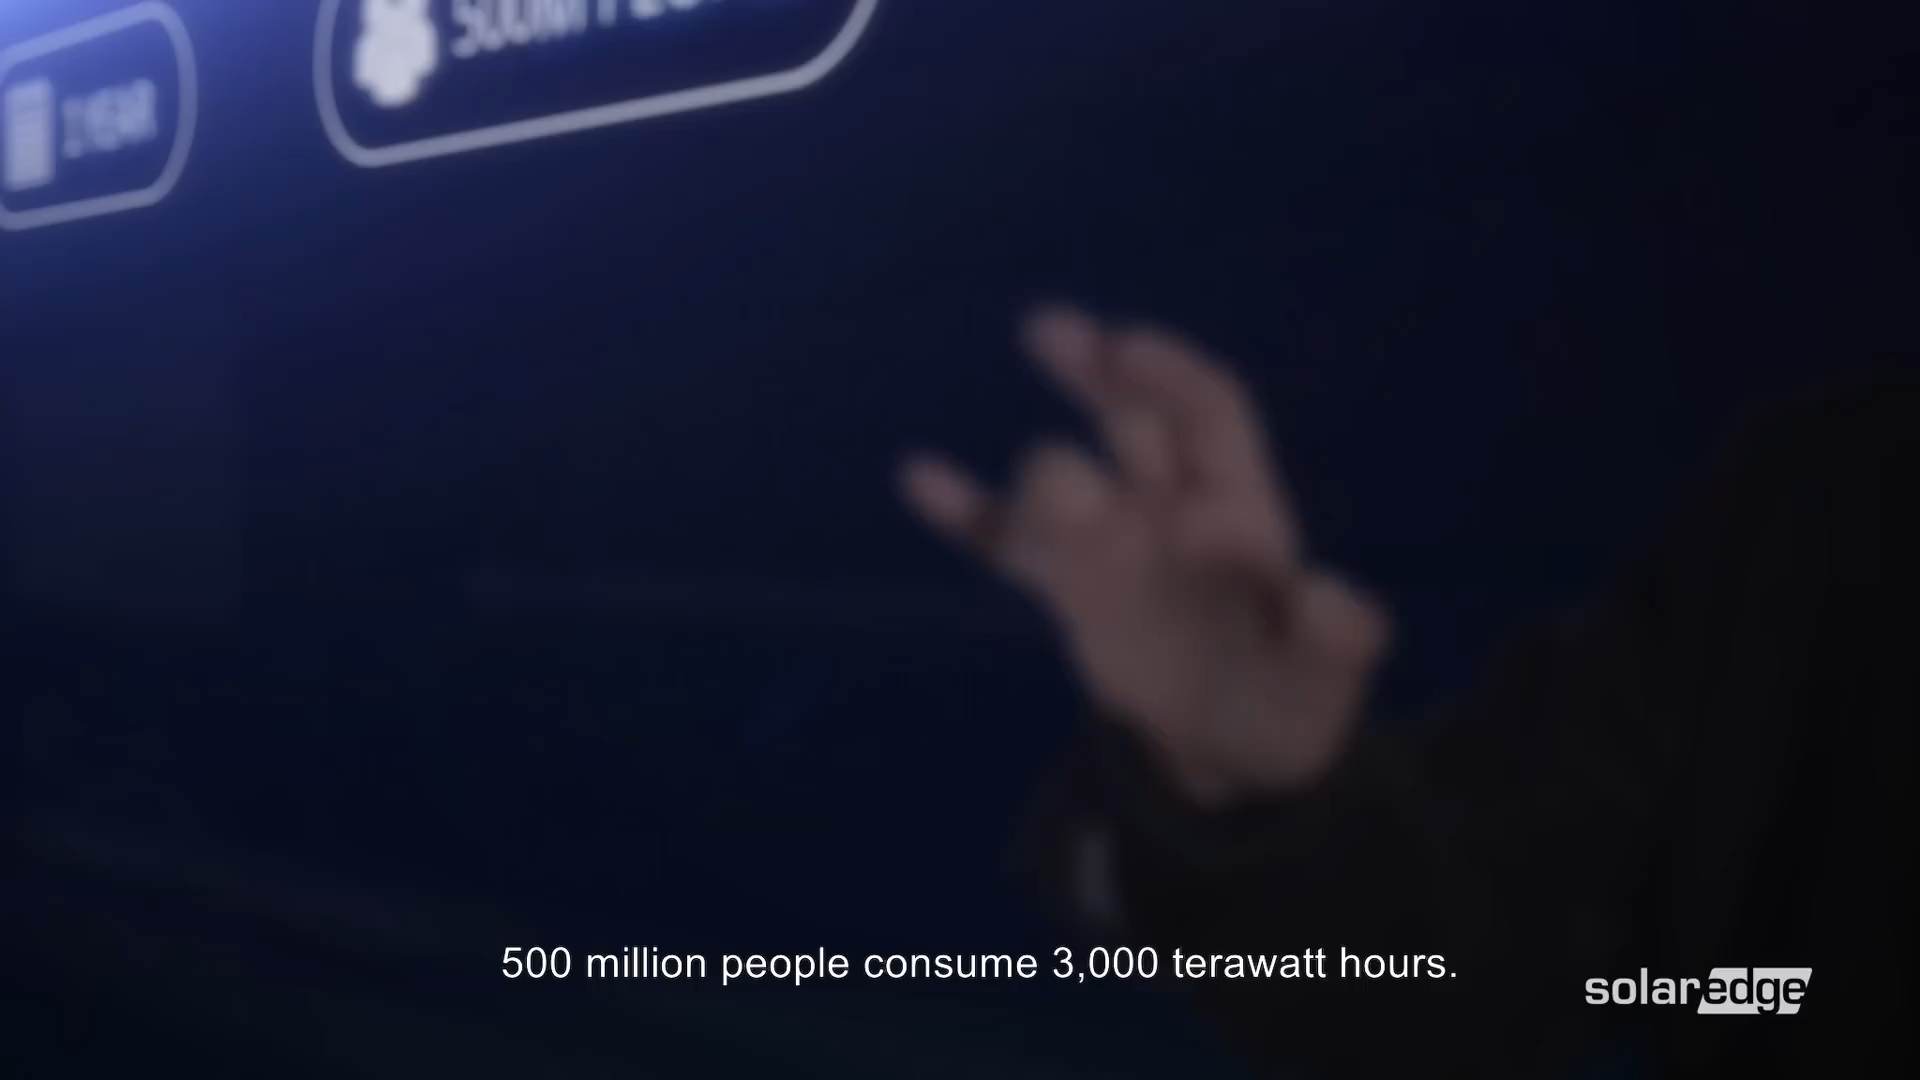 500 million people consume 3,000 terawatt hours.
solaredge